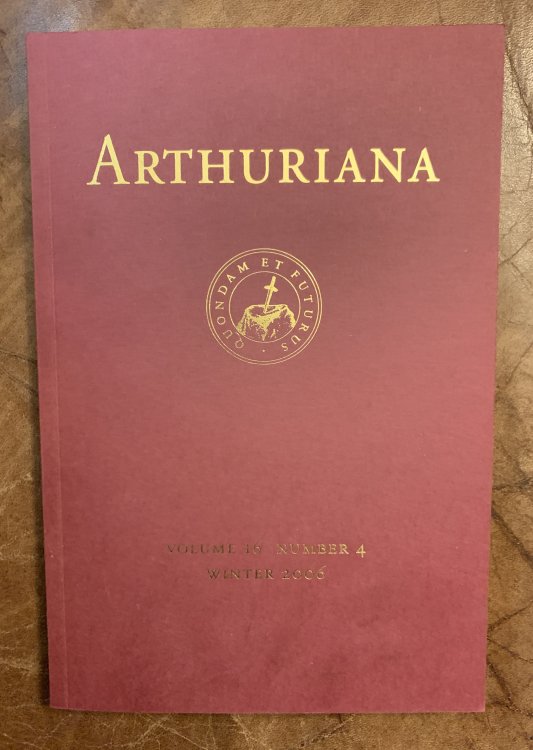 ARTHURIANA
QUONDAM ET FUTURUS
VOLUME 16 NUMBER 4
WINTER 2006